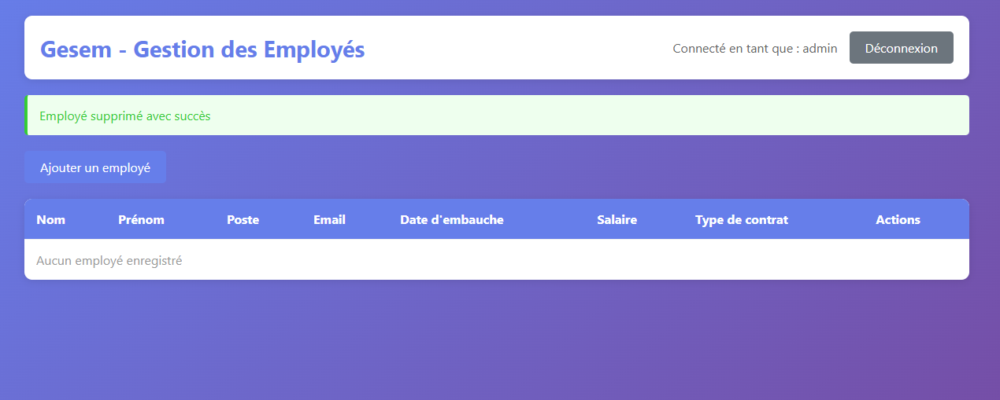 Gesem - Gestion des Employés
Connecté en tant que : admin
Déconnexion
Employé supprimé avec succès
Ajouter un employé
Nom Prénom Poste Email Date d'embauche Salaire Type de contrat Actions
Aucun employé enregistré